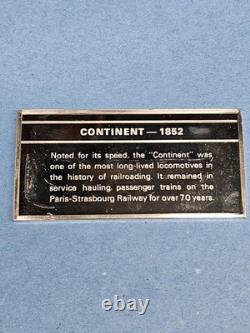 CONTINENT — 1852
Noted for its speed, the "Continent" was
one of the most long-lived locomotives in
the history of railroading. It remained in
service hauling passenger trains on the
Paris-Strasbourg Railway for over 70 years.
ebay